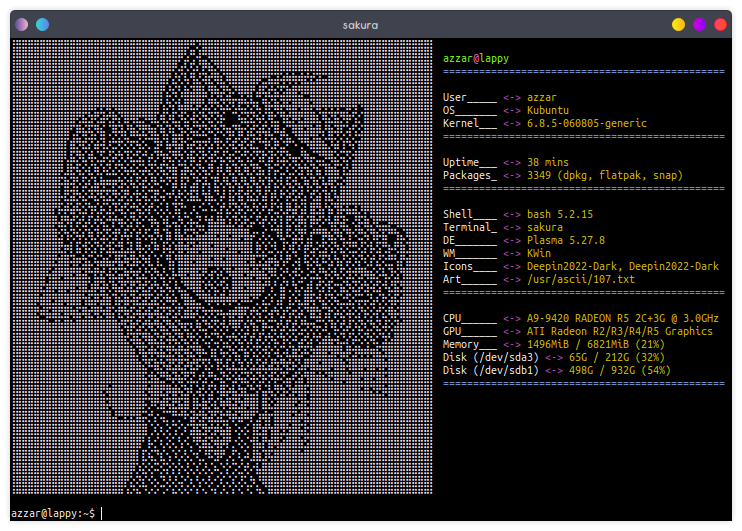 sakura
azzar@lappy
===============================================
User_____ <-> azzar
OS_______ <-> Kubuntu
Kernel___ <-> 6.8.5-060805-generic
===============================================
Uptime___ <-> 38 mins
Packages_ <-> 3349 (dpkg, flatpak, snap)
===============================================
Shell____ <-> bash 5.2.15
Terminal_ <-> sakura
DE_______ <-> Plasma 5.27.8
WM_______ <-> KWin
Icons____ <-> Deepin2022-Dark, Deepin2022-Dark
Art______ <-> /usr/ascii/107.txt
===============================================
CPU______ <-> A9-9420 RADEON R5 2C+3G @ 3.0GHz
GPU______ <-> ATI Radeon R2/R3/R4/R5 Graphics
Memory___ <-> 1496MiB / 6821MiB (21%)
Disk (/dev/sda3) <-> 65G / 212G (32%)
Disk (/dev/sdb1) <-> 498G / 932G (54%)
===============================================
azzar@lappy:~$